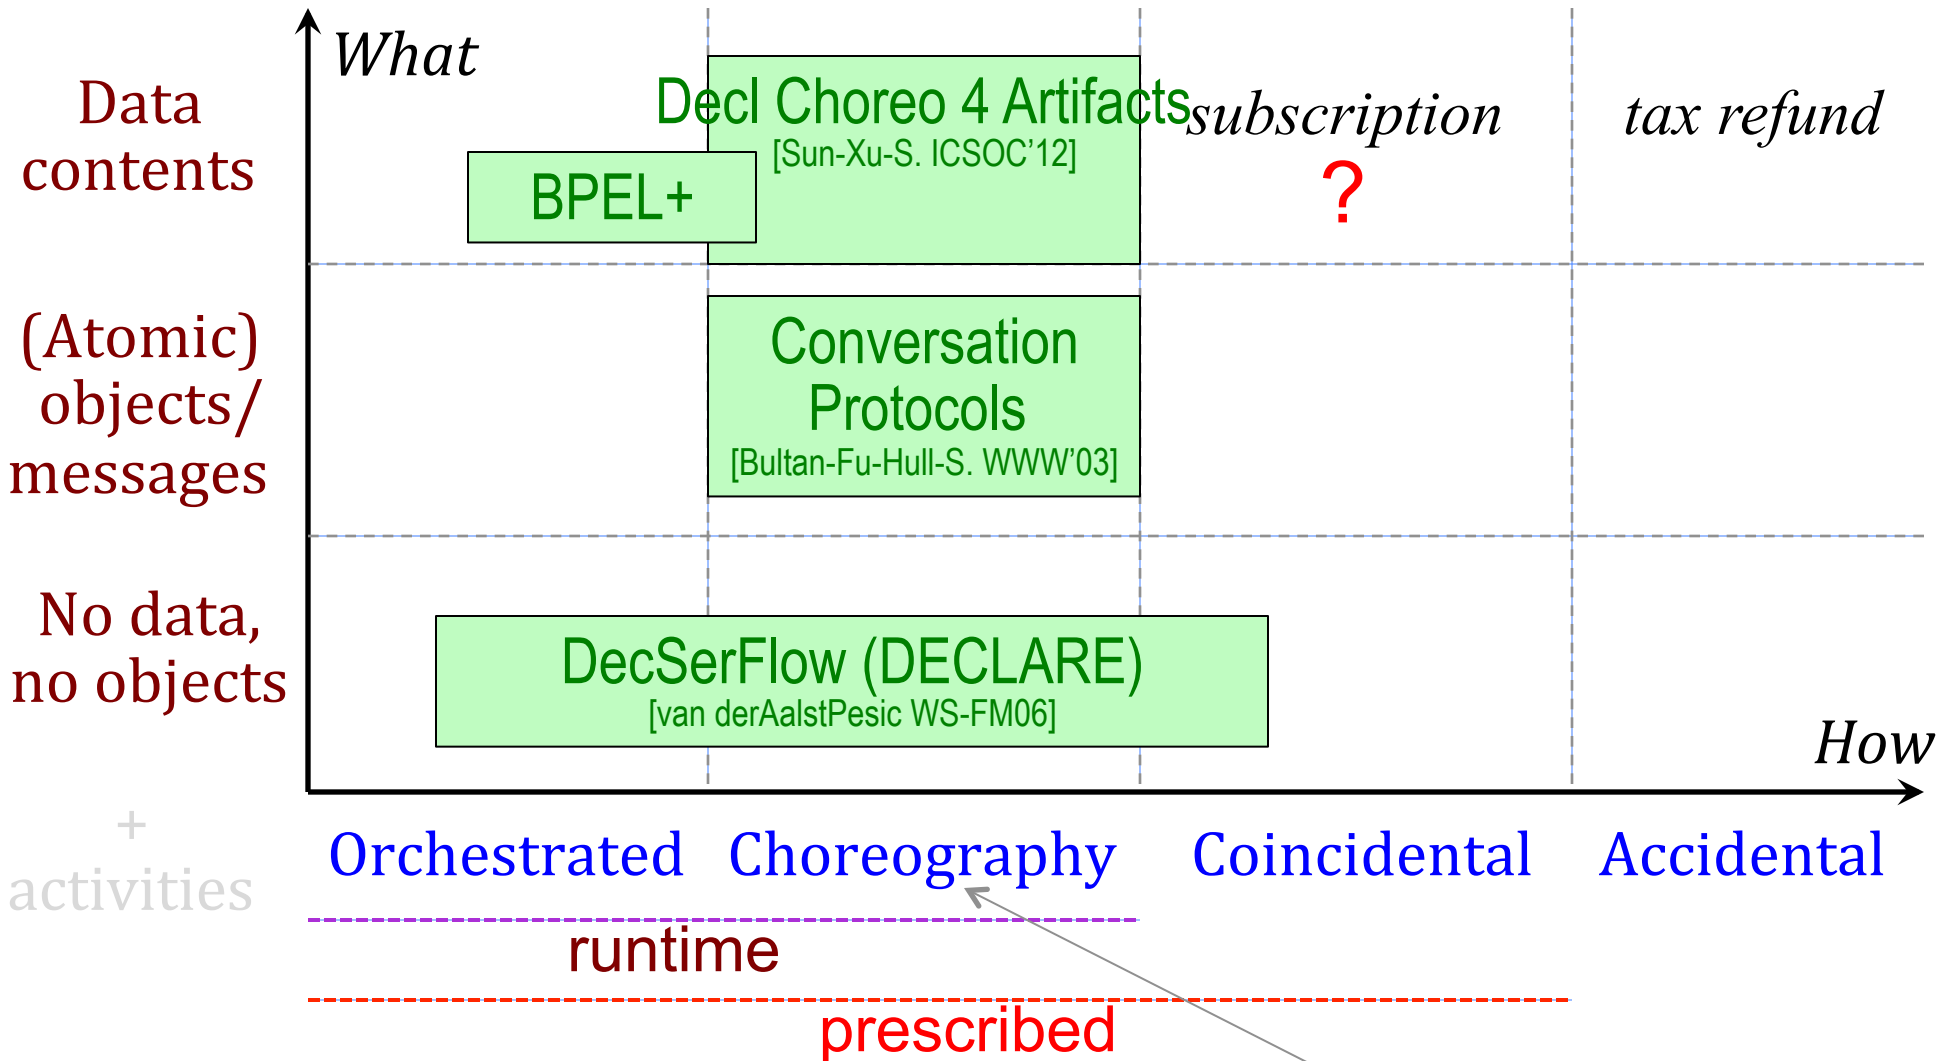 What
Data
contents
Decl Choreo 4 Artifacts
[Sun-Xu-S. ICSOC’12]
BPEL+
subscription
?
tax refund
(Atomic)
objects/
messages
Conversation
Protocols
[Bultan-Fu-Hull-S. WWW’03]
No data,
no objects
DecSerFlow (DECLARE)
[van derAalstPesic WS-FM06]
How
+
activities
Orchestrated
Choreography
Coincidental
Accidental
runtime
prescribed